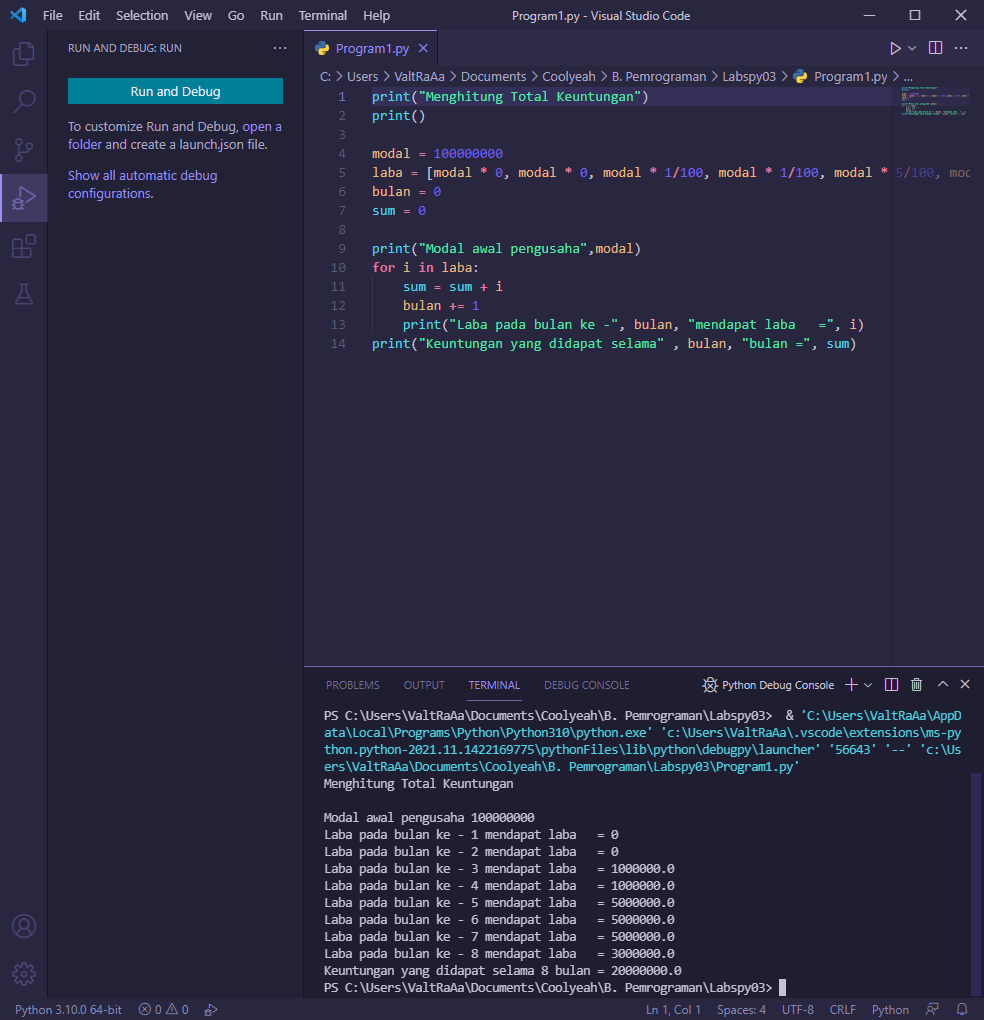 File Edit Selection View Go Run Terminal Help Program1.py - Visual Studio Code
RUN AND DEBUG: RUN ...
Run and Debug
To customize Run and Debug, open a
folder and create a launch.json file.
Show all automatic debug
configurations.
Program1.py
C: > Users > ValtRaAa > Documents > Coolyeah > B. Pemrograman > Labspy03 > Program1.py > ...
1 print("Menghitung Total Keuntungan")
2 print()
3
4 modal = 100000000
5 laba = [modal * 0, modal * 0, modal * 1/100, modal * 1/100, modal * 5/100, mod
6 bulan = 0
7 sum = 0
8
9 print("Modal awal pengusaha",modal)
10 for i in laba:
11 sum = sum + i
12 bulan += 1
13 print("Laba pada bulan ke -", bulan, "mendapat laba   =", i)
14 print("Keuntungan yang didapat selama" , bulan, "bulan =", sum)
PROBLEMS OUTPUT TERMINAL DEBUG CONSOLE Python Debug Console
PS C:\Users\ValtRaAa\Documents\Coolyeah\B. Pemrograman\Labspy03>  & 'C:\Users\ValtRaAa\AppD
ata\Local\Programs\Python\Python310\python.exe' 'c:\Users\ValtRaAa\.vscode\extensions\ms-py
thon.python-2021.11.1422169775\pythonFiles\lib\python\debugpy\launcher' '56643' '--' 'c:\Us
ers\ValtRaAa\Documents\Coolyeah\B. Pemrograman\Labspy03\Program1.py'
Menghitung Total Keuntungan

Modal awal pengusaha 100000000
Laba pada bulan ke - 1 mendapat laba   = 0
Laba pada bulan ke - 2 mendapat laba   = 0
Laba pada bulan ke - 3 mendapat laba   = 1000000.0
Laba pada bulan ke - 4 mendapat laba   = 1000000.0
Laba pada bulan ke - 5 mendapat laba   = 5000000.0
Laba pada bulan ke - 6 mendapat laba   = 5000000.0
Laba pada bulan ke - 7 mendapat laba   = 5000000.0
Laba pada bulan ke - 8 mendapat laba   = 3000000.0
Keuntungan yang didapat selama 8 bulan = 20000000.0
PS C:\Users\ValtRaAa\Documents\Coolyeah\B. Pemrograman\Labspy03>
Python 3.10.0 64-bit 0 0 Ln 1, Col 1 Spaces: 4 UTF-8 CRLF Python